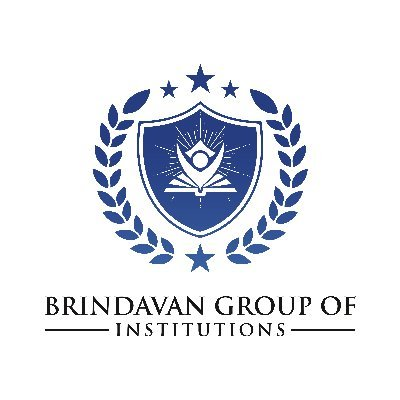 BRINDAVAN GROUP OF
INSTITUTIONS